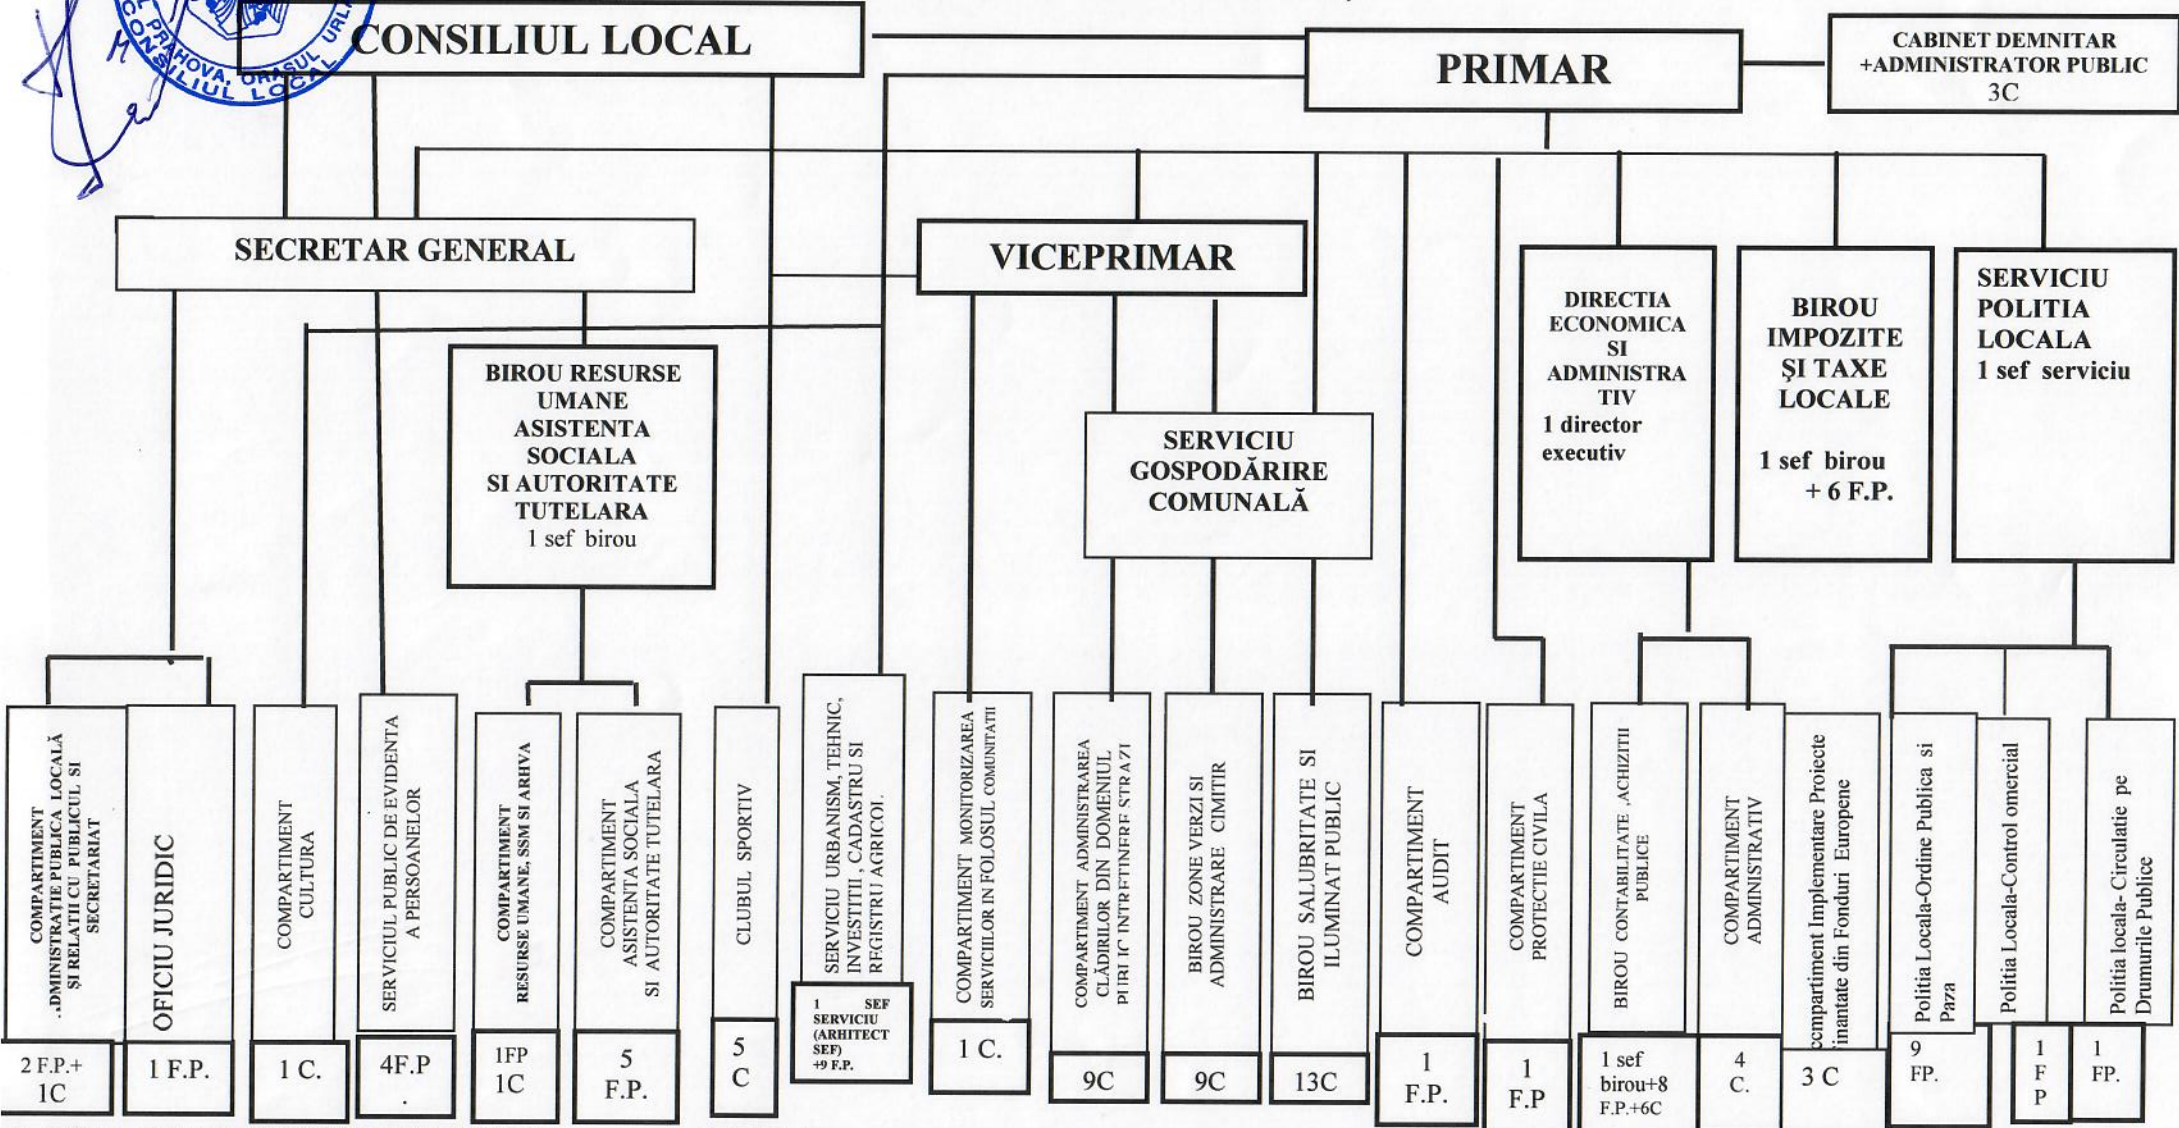 CONSILIUL LOCAL
PRAHOVA, ORASUL
CONSILIUL LOCAL
PRIMAR
CABINET DEMNITAR
+ADMINISTRATOR PUBLIC
3C
SECRETAR GENERAL
VICEPRIMAR
DIRECTIA
ECONOMICA
SI
ADMINISTRA
TIV
1 director
executiv
BIROU
IMPOZITE
ŞI TAXE
LOCALE
1 sef birou
+ 6 F.P.
SERVICIU
POLITIA
LOCALA
1 sef serviciu
BIROU RESURSE
UMANE
ASISTENTA
SOCIALA
SI AUTORITATE
TUTELARA
1 sef birou
SERVICIU
GOSPODĂRIRE
COMUNALĂ
COMPARTIMENT
..DMINISTRAŢIE PUBLICA LOCALĂ
ŞI RELATII CU PUBLICUL SI
SECRETARIAT
2 F.P.+
1C
OFICIU JURIDIC
1 F.P.
COMPARTIMENT
CULTURA
1 C.
SERVICIUL PUBLIC DE EVIDENTA
A PERSOANELOR
4F.P
.
COMPARTIMENT
RESURSE UMANE, SSM SI ARHVA
1FP
1C
COMPARTIMENT
ASISTENTA SOCIALA
SI AUTORITATE TUTELARA
5
F.P.
CLUBUL SPORTIV
5
C
SERVICIU URBANISM, TEHNIC,
INVESTITII, CADASTRU SI
REGISTRU AGRICOL
1 SEF
SERVICIU
(ARHITECT
SEF)
+9 F.P.
COMPARTIMENT MONITORIZAREA
SERVICIILOR IN FOLOSUL COMUNITATII
1 C.
COMPARTIMENT ADMINISTRAREA
CLĂDIRILOR DIN DOMENIUL
PUBLIC INTRETINERE STRAZI
9C
BIROU ZONE VERZI SI
ADMINISTRARE CIMITIR
9C
BIROU SALUBRITATE SI
ILUMINAT PUBLIC
13C
COMPARTIMENT
AUDIT
1
F.P.
COMPARTIMENT
PROTECTIE CIVILA
1
F.P
BIROU CONTABILITATE ,ACHIZITII
PUBLICE
1 sef
birou+8
F.P.+6C
COMPARTIMENT
ADMINISTRATIV
4
C.
compartiment Implementare Proiecte
finantate din Fonduri Europene
3 C
Politia Locala-Ordine Publica si
Paza
9
FP.
Politia Locala-Control omercial
1
F
P
Politia locala- Circulatie pe
Drumurile Publice
1
FP.